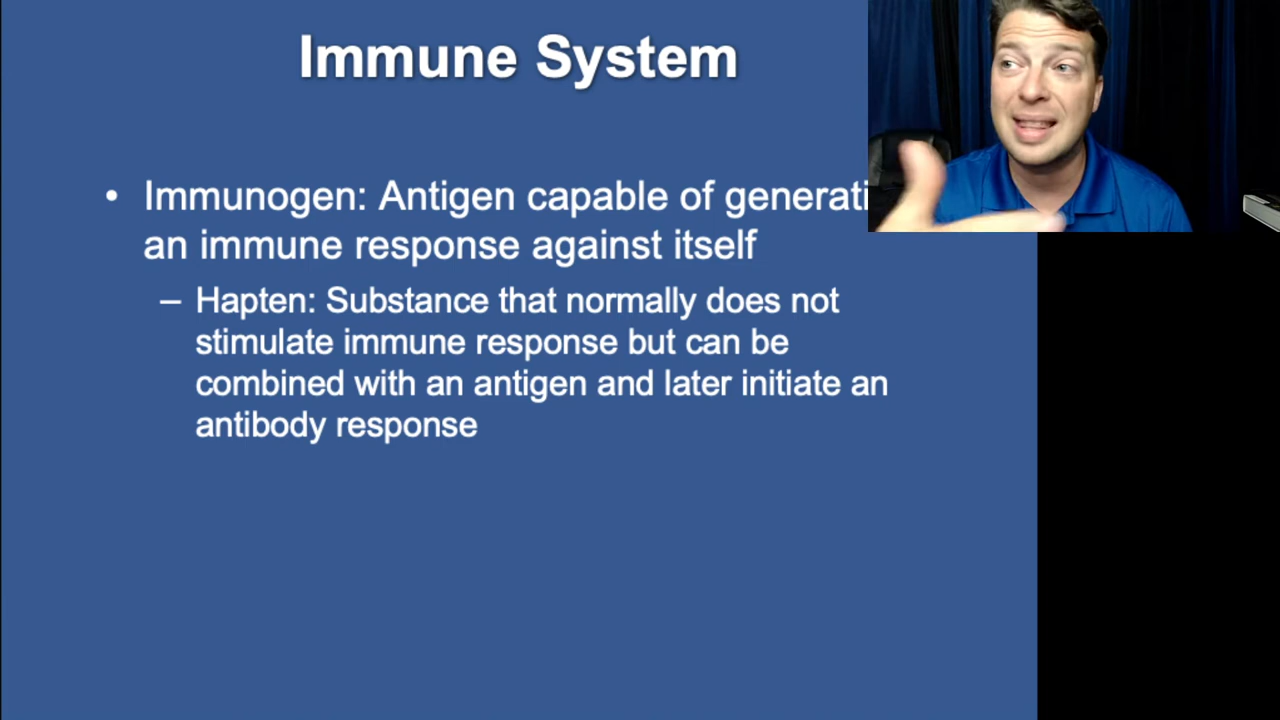 Immune System
• Immunogen: Antigen capable of generati
an immune response against itself
– Hapten: Substance that normally does not
stimulate immune response but can be
combined with an antigen and later initiate an
antibody response